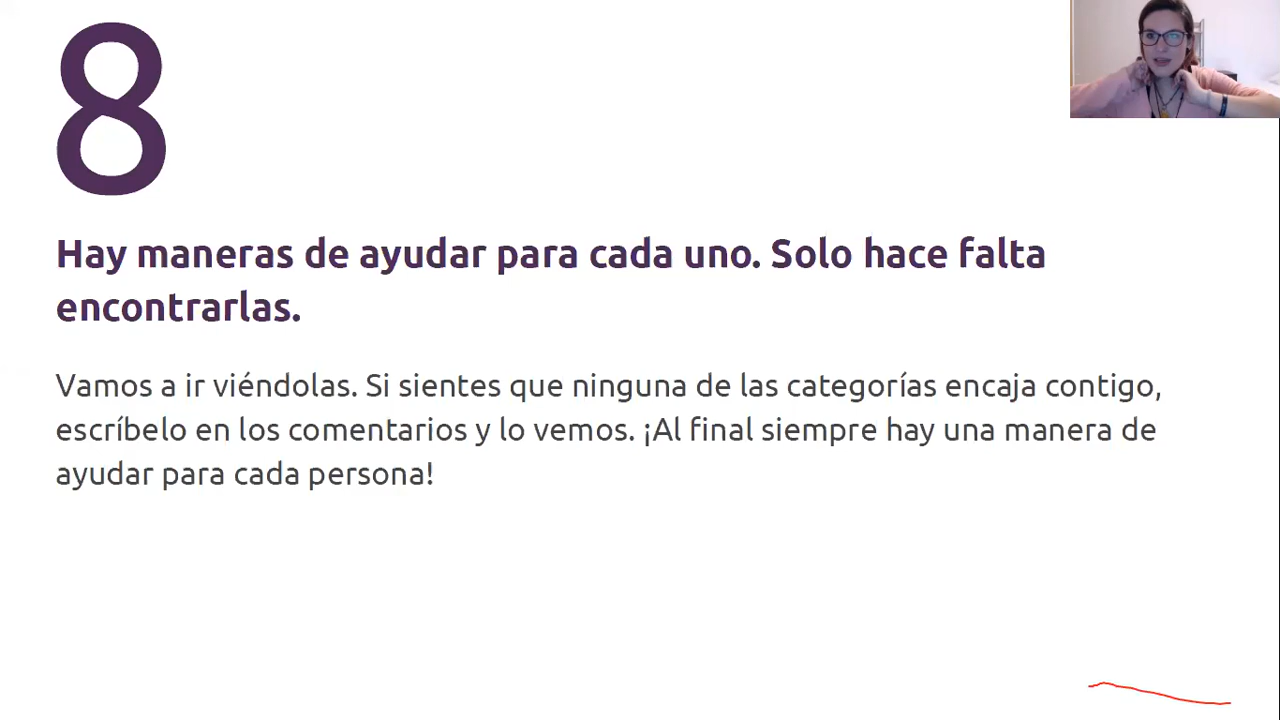 8
Hay maneras de ayudar para cada uno. Solo hace falta
encontrarlas.
Vamos a ir viéndolas. Si sientes que ninguna de las categorías encaja contigo,
escríbelo en los comentarios y lo vemos. ¡Al final siempre hay una manera de
ayudar para cada persona!